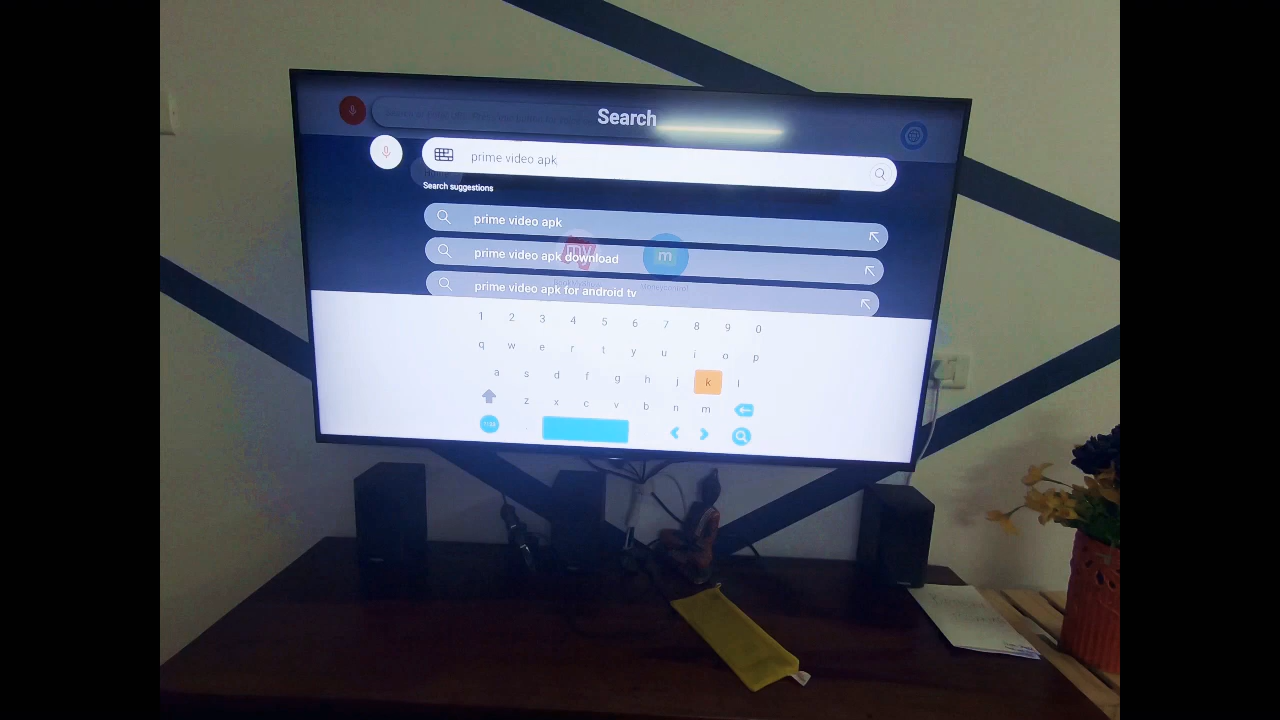 Search
prime video apk
Search suggestions
prime video apk
my
m
prime video apk download
prime video apk for android tv
1 2 3 4 5 6 7 8 9 0
q w e r t y u i o p
a s d f g h j k l
z x c v b n m